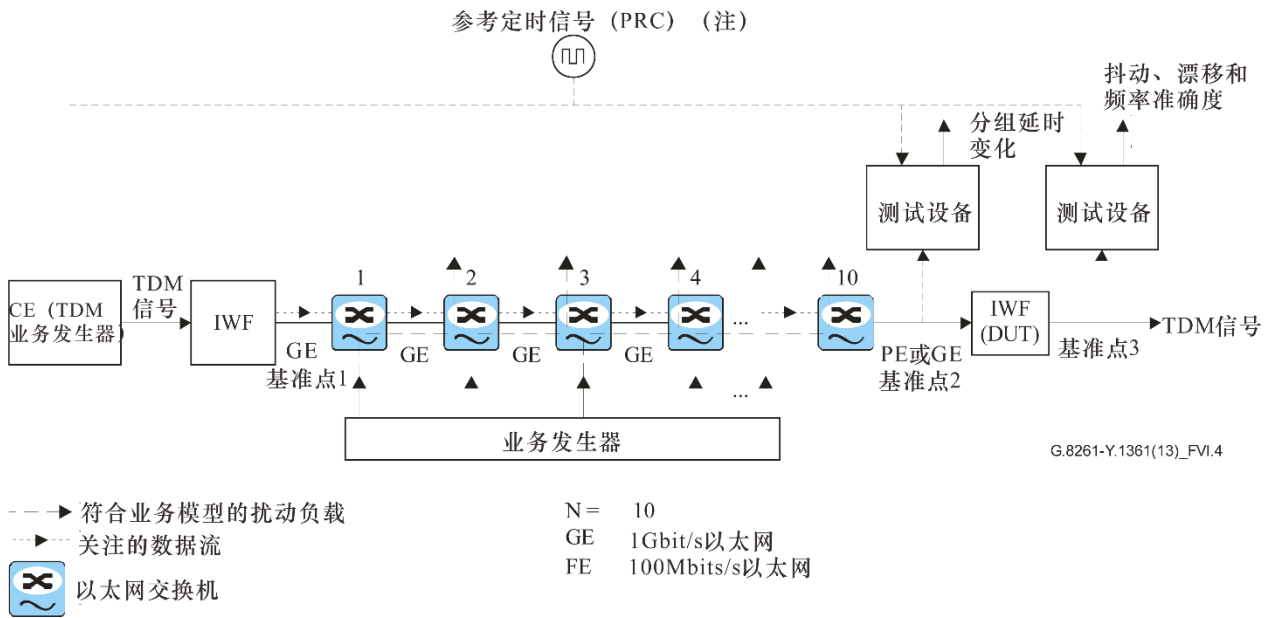 参考定时信号（PRC）（注）
抖动、漂移和
频率准确度
分组延时
变化
测试设备
测试设备
1
2
3
4
10
CE（TDM
业务发生器）
TDM
信号
IWF
...
IWF
(DUT)
TDM信号
GE
GE
GE
GE
基准点1
PE或GE
基准点2
基准点3
...
业务发生器
G.8261-Y.1361(13)_FVI.4
符合业务模型的扰动负载
关注的数据流
以太网交换机
N = 10
GE 1Gbit/s以太网
FE 100Mbits/s以太网